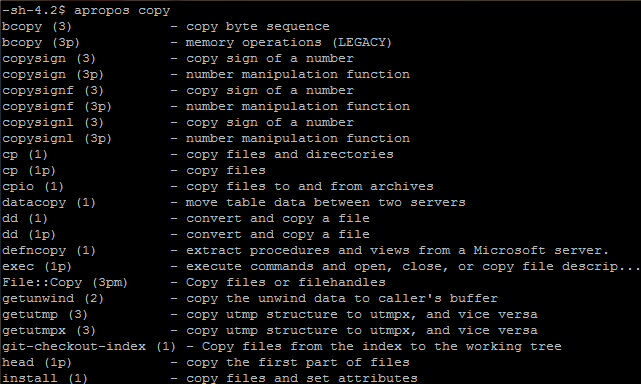 -sh-4.2$ apropos copy
bcopy (3) - copy byte sequence
bcopy (3p) - memory operations (LEGACY)
copysign (3) - copy sign of a number
copysign (3p) - number manipulation function
copysignf (3) - copy sign of a number
copysignf (3p) - number manipulation function
copysignl (3) - copy sign of a number
copysignl (3p) - number manipulation function
cp (1) - copy files and directories
cp (1p) - copy files
cpio (1) - copy files to and from archives
datacopy (1) - move table data between two servers
dd (1) - convert and copy a file
dd (1p) - convert and copy a file
defncopy (1) - extract procedures and views from a Microsoft server.
exec (1p) - execute commands and open, close, or copy file descrip...
File::Copy (3pm) - Copy files or filehandles
getunwind (2) - copy the unwind data to caller's buffer
getutmp (3) - copy utmp structure to utmpx, and vice versa
getutmpx (3) - copy utmp structure to utmpx, and vice versa
git-checkout-index (1) - Copy files from the index to the working tree
head (1p) - copy the first part of files
install (1) - copy files and set attributes